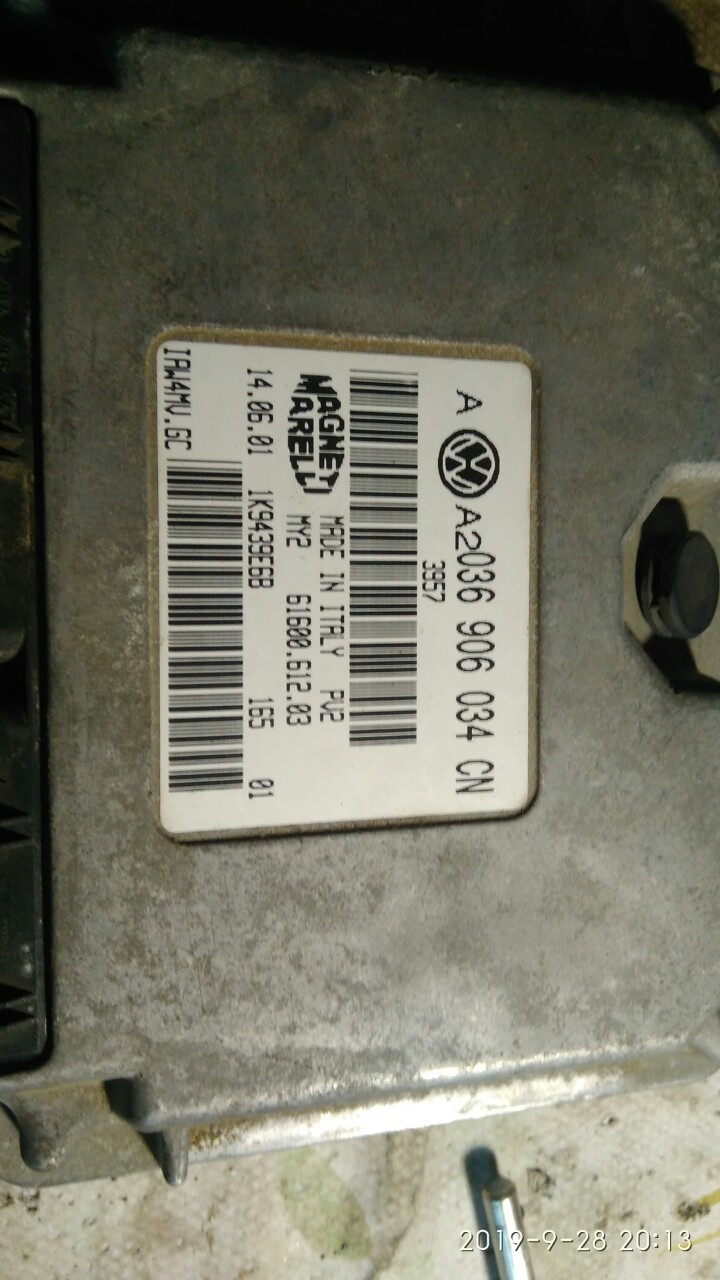 A A2036 906 034 CN
3957
MAGNETI MARELLI
MADE IN ITALY PV2
MY2 61600.612.03
14.06.01 1K9439E6B 165 01
IAW4MV.GC
2019-9-28 20:13